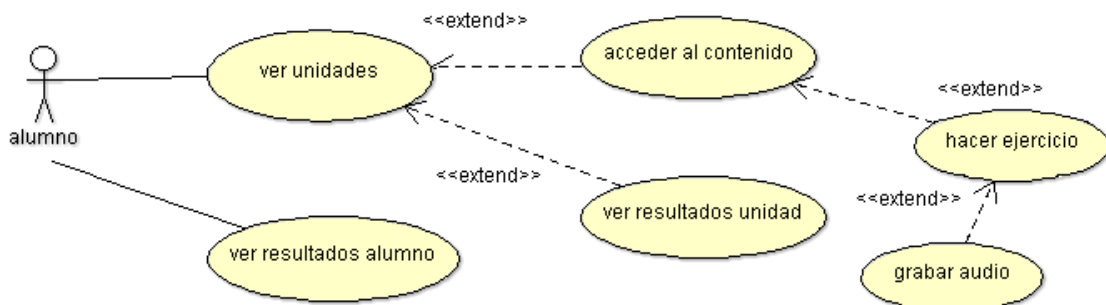 <<extend>>
ver unidades
acceder al contenido
<<extend>>
alumno
hacer ejercicio
<<extend>>
<<extend>>
ver resultados unidad
ver resultados alumno
grabar audio